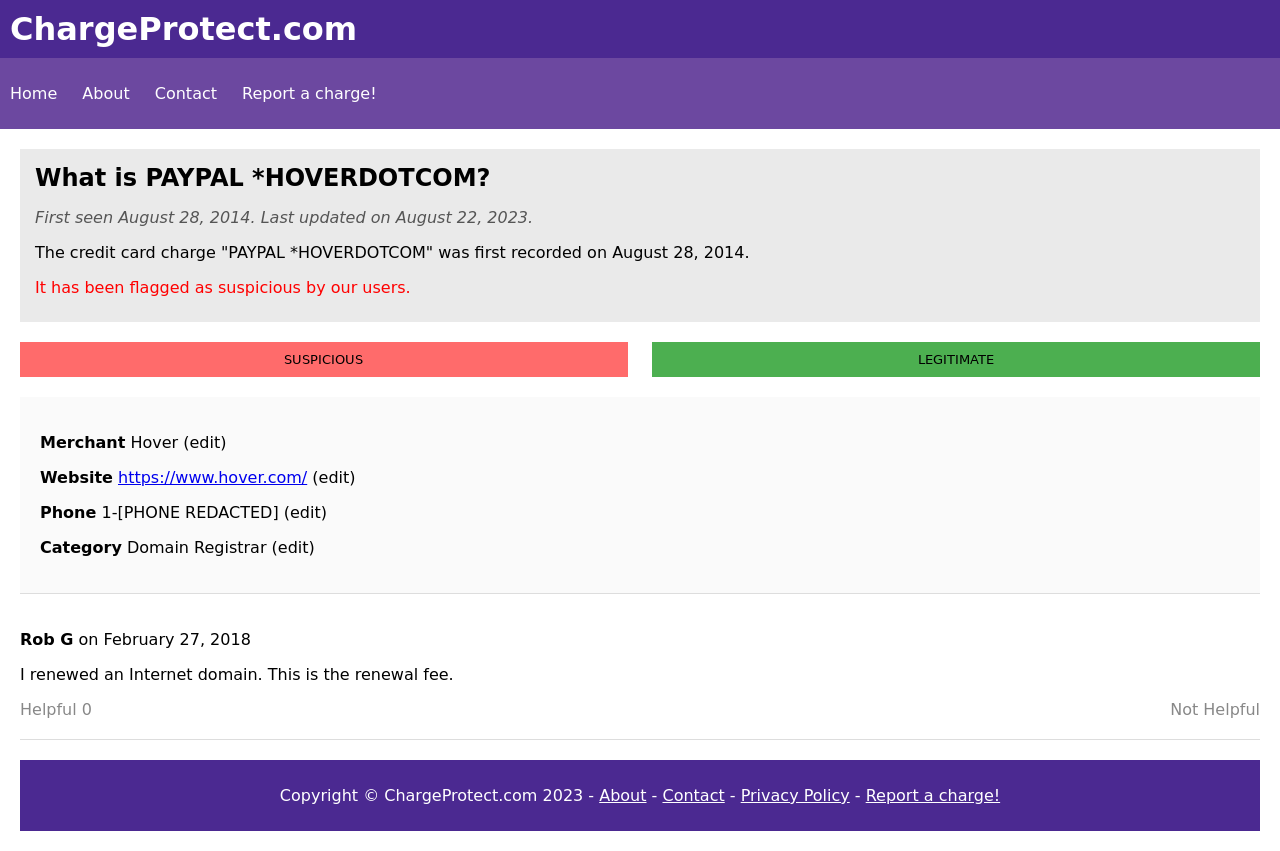 ChargeProtect.com
Home About Contact Report a charge!
What is PAYPAL *HOVERDOTCOM?
First seen August 28, 2014. Last updated on August 22, 2023.
The credit card charge "PAYPAL *HOVERDOTCOM" was first recorded on August 28, 2014.
It has been flagged as suspicious by our users.
SUSPICIOUS LEGITIMATE
Merchant Hover (edit)
Website https://www.hover.com/ (edit)
Phone 1-[PHONE REDACTED] (edit)
Category Domain Registrar (edit)
Rob G on February 27, 2018
I renewed an Internet domain. This is the renewal fee.
Helpful 0 Not Helpful
Copyright © ChargeProtect.com 2023 - About - Contact - Privacy Policy - Report a charge!